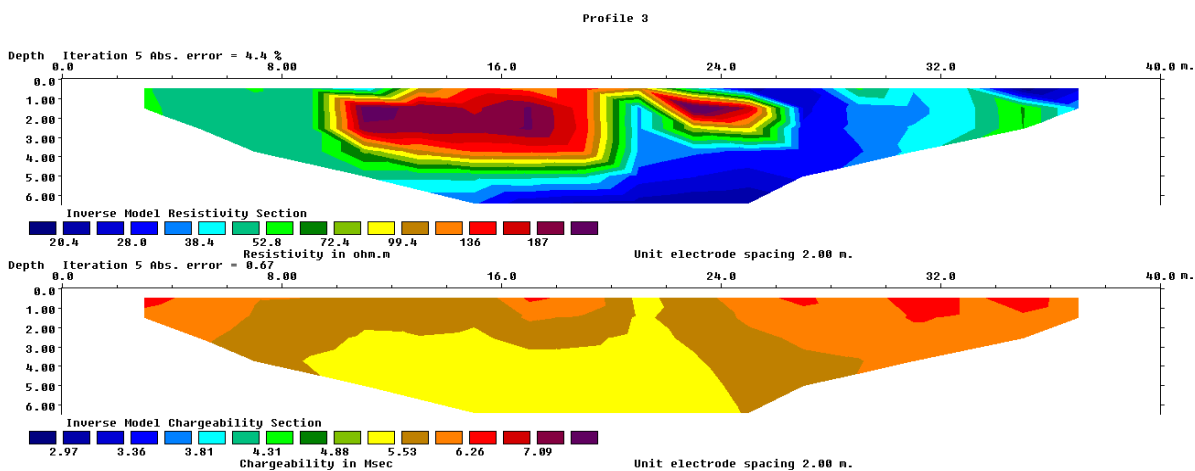 Profile 3
Depth Iteration 5 Abs. error = 4.4 %
0.0 8.00 16.0 24.0 32.0 40.0 m.
0.0
1.00
2.00
3.00
4.00
5.00
6.00
Inverse Model Resistivity Section
20.4 28.0 38.4 52.8 72.4 99.4 136 187
Resistivity in ohm.m Unit electrode spacing 2.00 m.
Depth Iteration 5 Abs. error = 0.67
0.0 8.00 16.0 24.0 32.0 40.0 m.
0.0
1.00
2.00
3.00
4.00
5.00
6.00
Inverse Model Chargeability Section
2.97 3.36 3.81 4.31 4.88 5.53 6.26 7.09
Chargeability in Msec Unit electrode spacing 2.00 m.